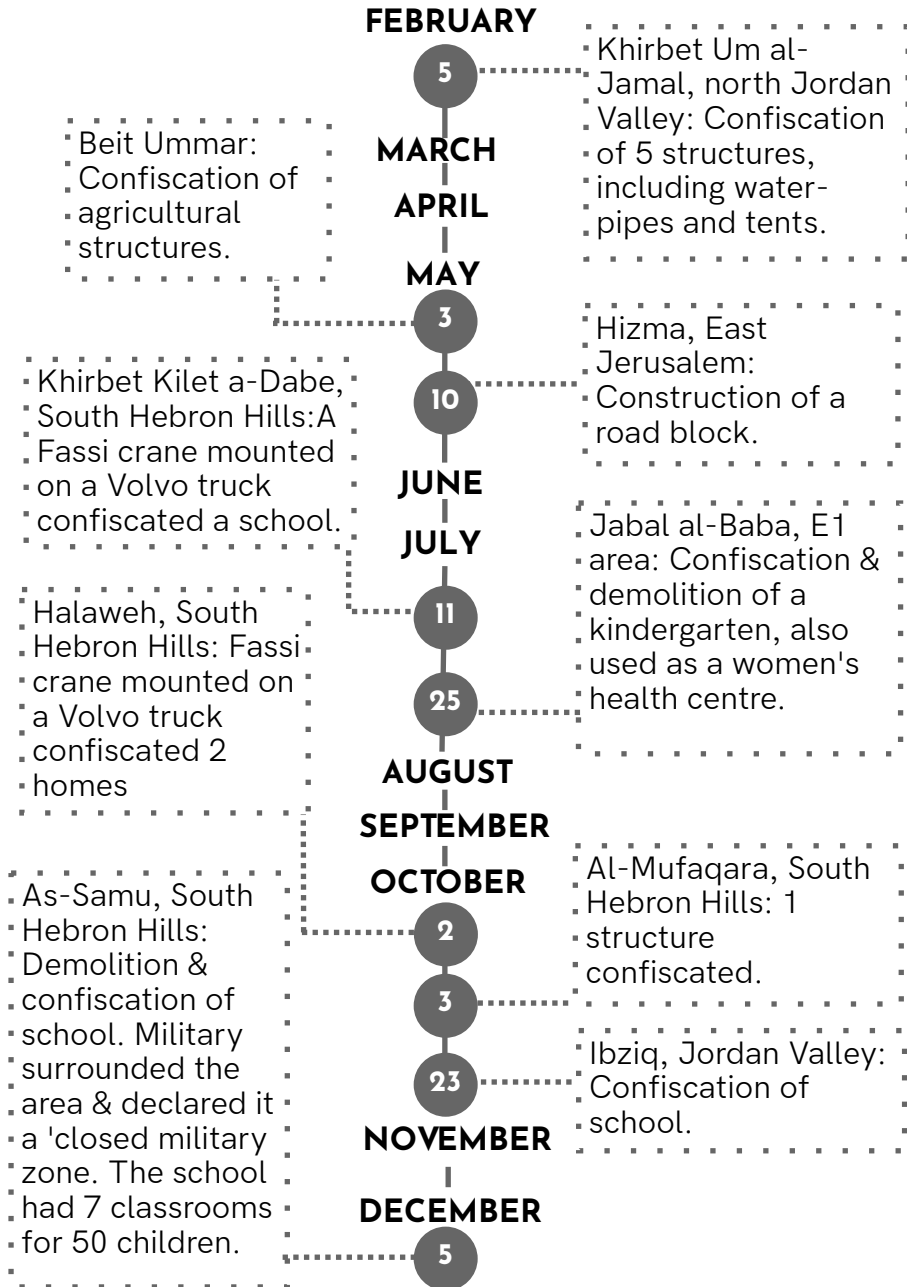 FEBRUARY
5
Khirbet Um al-
Jamal, north Jordan
Valley: Confiscation
of 5 structures,
including water-
pipes and tents.
MARCH
APRIL
MAY
Beit Ummar:
Confiscation of
agricultural
structures.
3
10
Hizma, East
Jerusalem:
Construction of a
road block.
JUNE
JULY
Khirbet Kilet a-Dabe,
South Hebron Hills:A
Fassi crane mounted
on a Volvo truck
confiscated a school.
11
25
Jabal al-Baba, E1
area: Confiscation &
demolition of a
kindergarten, also
used as a women's
health centre.
AUGUST
SEPTEMBER
OCTOBER
Halaweh, South
Hebron Hills: Fassi
crane mounted on
a Volvo truck
confiscated 2
homes
2
3
Al-Mufaqara, South
Hebron Hills: 1
structure
confiscated.
23
Ibziq, Jordan Valley:
Confiscation of
school.
NOVEMBER
DECEMBER
As-Samu, South
Hebron Hills:
Demolition &
confiscation of
school. Military
surrounded the
area & declared it
a 'closed military
zone. The school
had 7 classrooms
for 50 children.
5